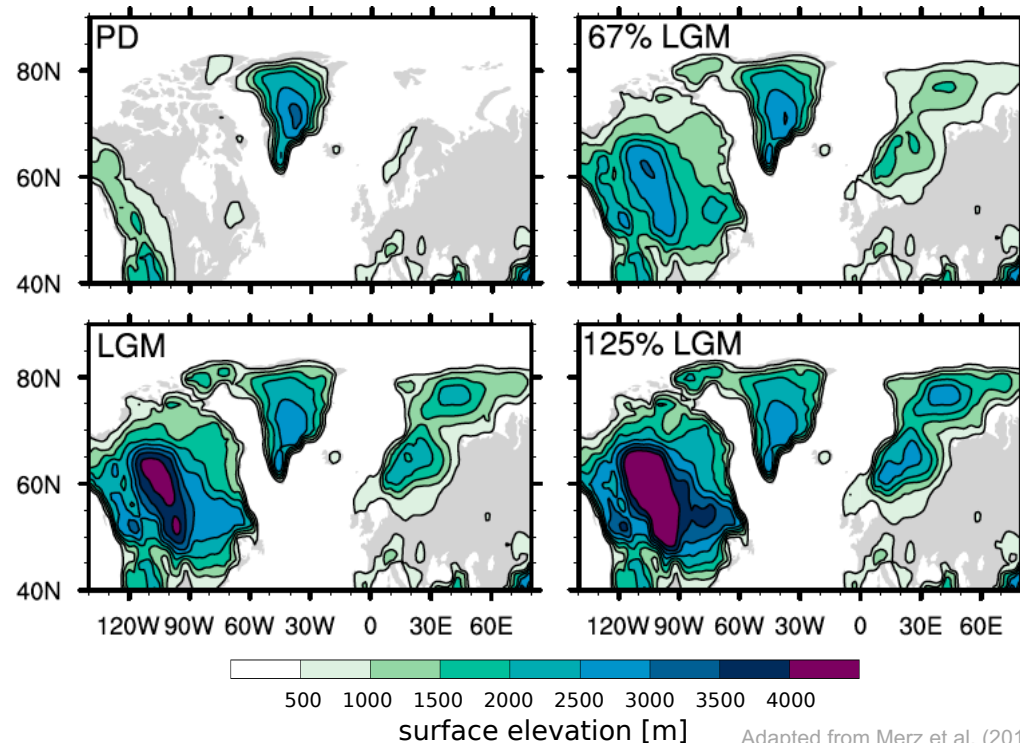 PD
67% LGM
80N
60N
40N
LGM
125% LGM
80N
60N
40N
120W 90W 60W 30W 0 30E 60E
120W 90W 60W 30W 0 30E 60E
500 1000 1500 2000 2500 3000 3500 4000
surface elevation [m]
Adapted from Merz et al. (201